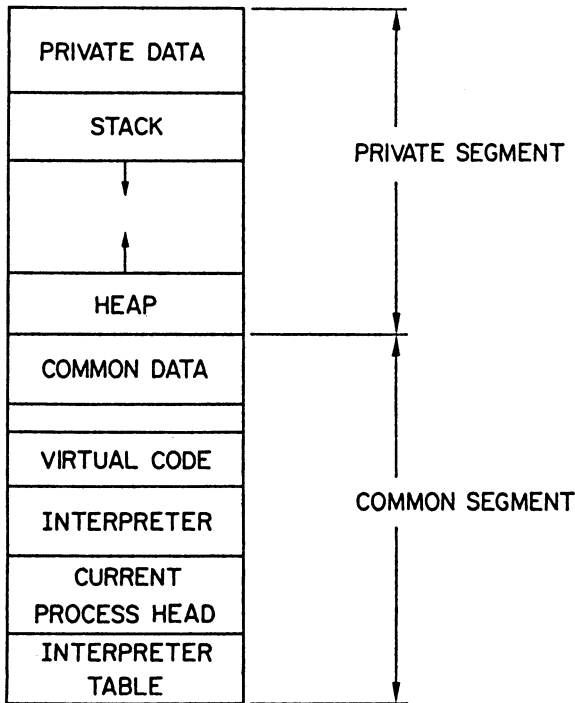 PRIVATE DATA
STACK
PRIVATE SEGMENT
HEAP
COMMON DATA
VIRTUAL CODE
COMMON SEGMENT
INTERPRETER
CURRENT
PROCESS HEAD
INTERPRETER
TABLE